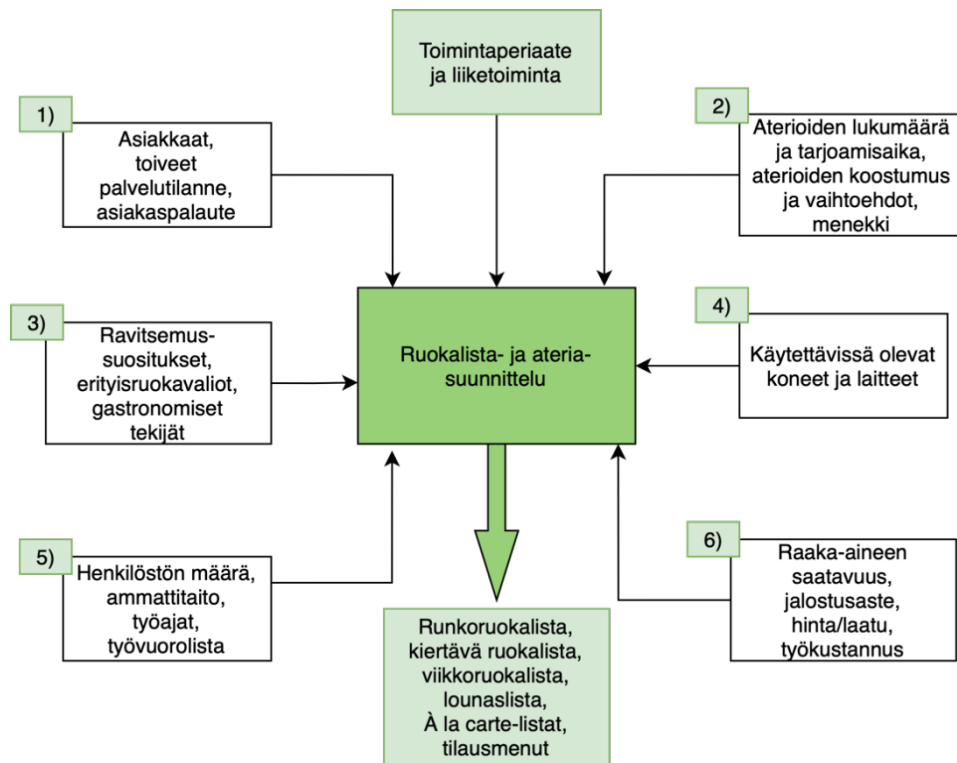 Toimintaperiaate
ja liiketoiminta
1)
Asiakkaat,
toiveet
palvelutilanne,
asiakaspalaute
2)
Aterioiden lukumäärä
ja tarjoamisaika,
aterioiden koostumus
ja vaihtoehdot,
menekki
3)
Ravitsemus-
suositukset,
erityisruokavaliot,
gastronomiset
tekijät
Ruokalista- ja ateria-
suunnittelu
4)
Käytettävissä olevat
koneet ja laitteet
5)
Henkilöstön määrä,
ammattitaito,
työajat,
työvuorolista
6)
Raaka-aineen
saatavuus,
jalostusaste,
hinta/laatu,
työkustannus
Runkoruokalista,
kiertävä ruokalista,
viikkoruokalista,
lounaslista,
À la carte-listat,
tilausmenut